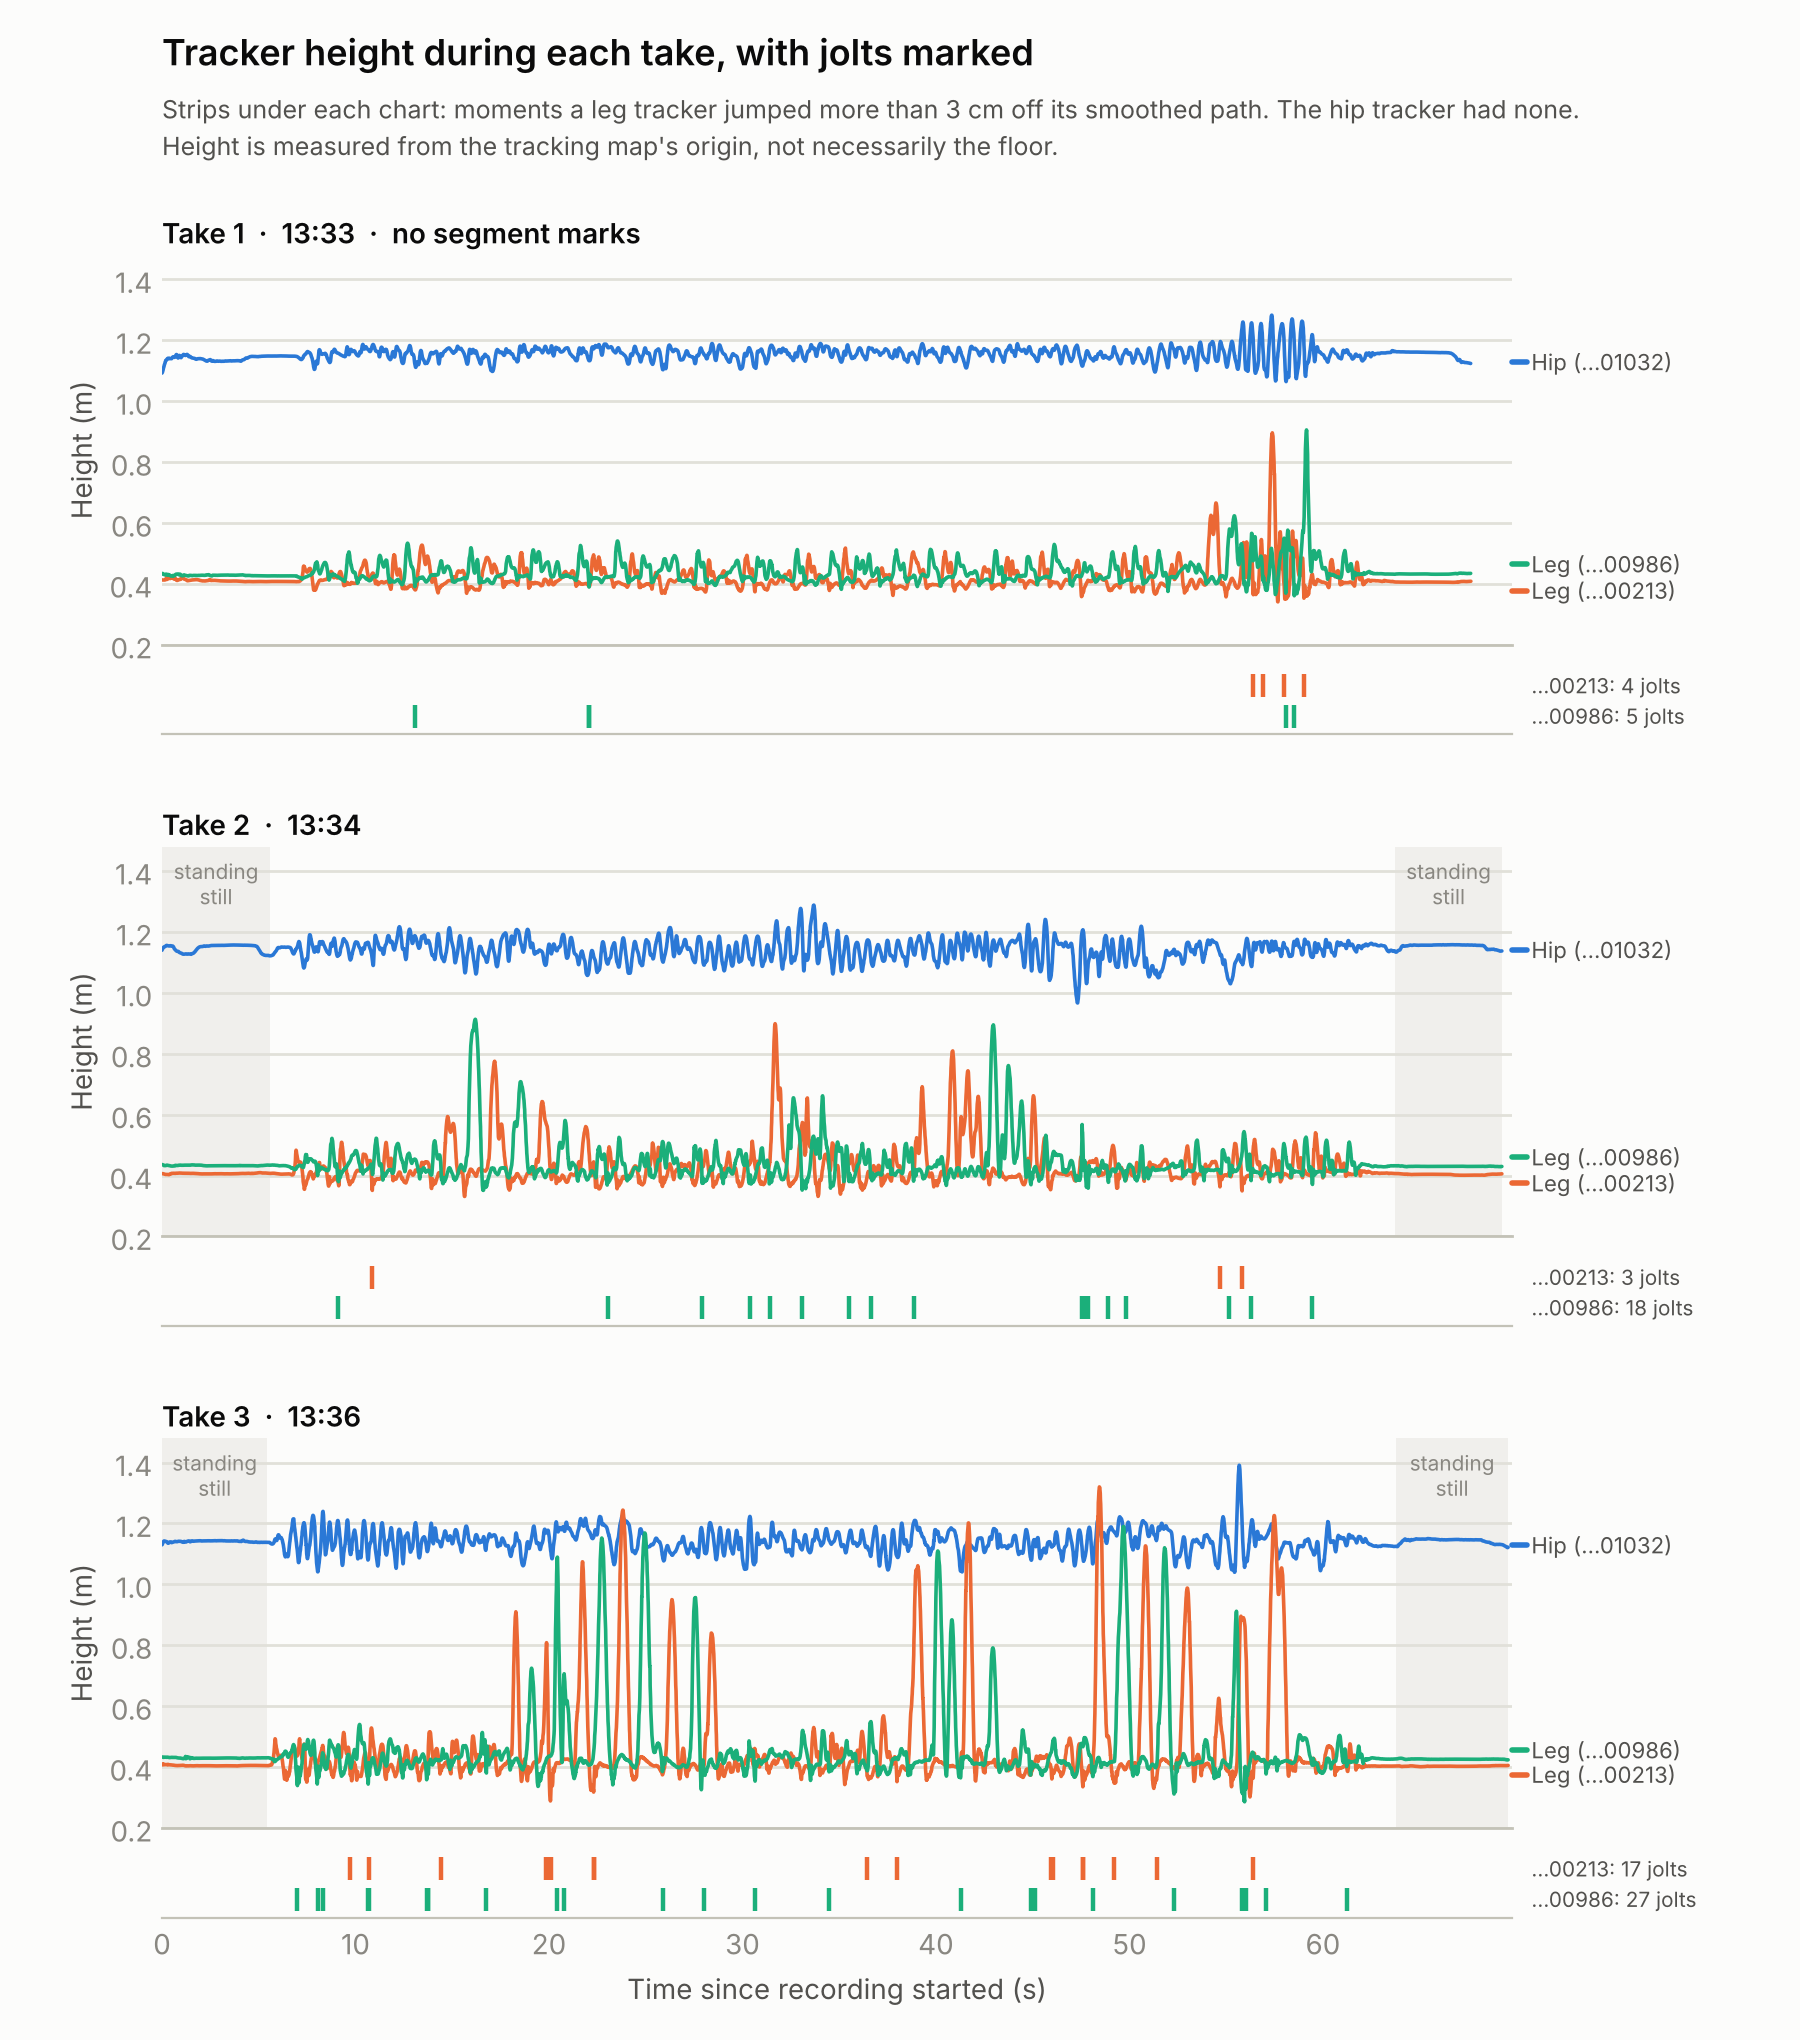 Tracker height during each take, with jolts marked
Strips under each chart: moments a leg tracker jumped more than 3 cm off its smoothed path. The hip tracker had none.
Height is measured from the tracking map's origin, not necessarily the floor.
Take 1 · 13:33 · no segment marks
1.4
1.2
1.0
0.8
0.6
0.4
0.2
Height (m)
Hip (...01032)
Leg (...00986)
Leg (...00213)
...00213: 4 jolts
...00986: 5 jolts
Take 2 · 13:34
standing
still
standing
still
1.4
1.2
1.0
0.8
0.6
0.4
0.2
Height (m)
Hip (...01032)
Leg (...00986)
Leg (...00213)
...00213: 3 jolts
...00986: 18 jolts
Take 3 · 13:36
standing
still
standing
still
1.4
1.2
1.0
0.8
0.6
0.4
0.2
Height (m)
Hip (...01032)
Leg (...00986)
Leg (...00213)
...00213: 17 jolts
...00986: 27 jolts
0 10 20 30 40 50 60
Time since recording started (s)